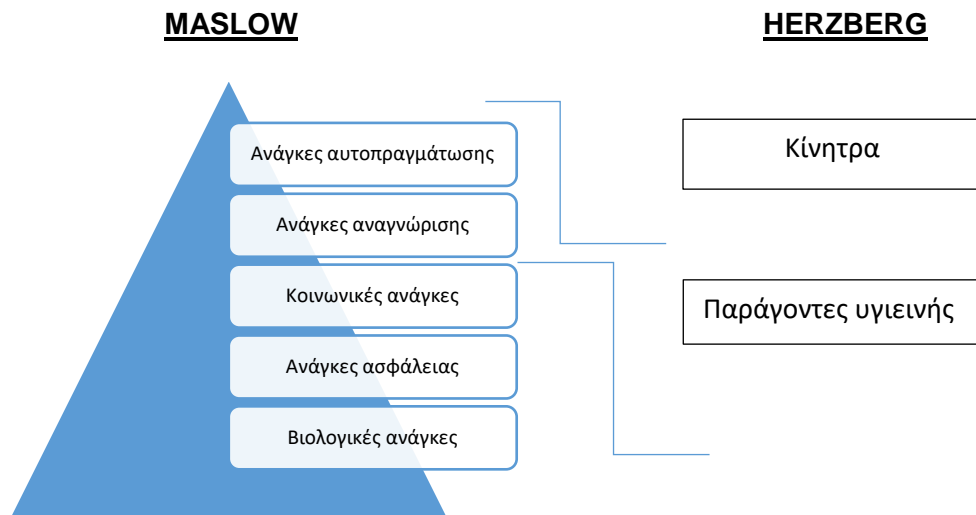 MASLOW
HERZBERG
Ανάγκες αυτοπραγμάτωσης
Ανάγκες αναγνώρισης
Κοινωνικές ανάγκες
Ανάγκες ασφάλειας
Βιολογικές ανάγκες
Κίνητρα
Παράγοντες υγιεινής